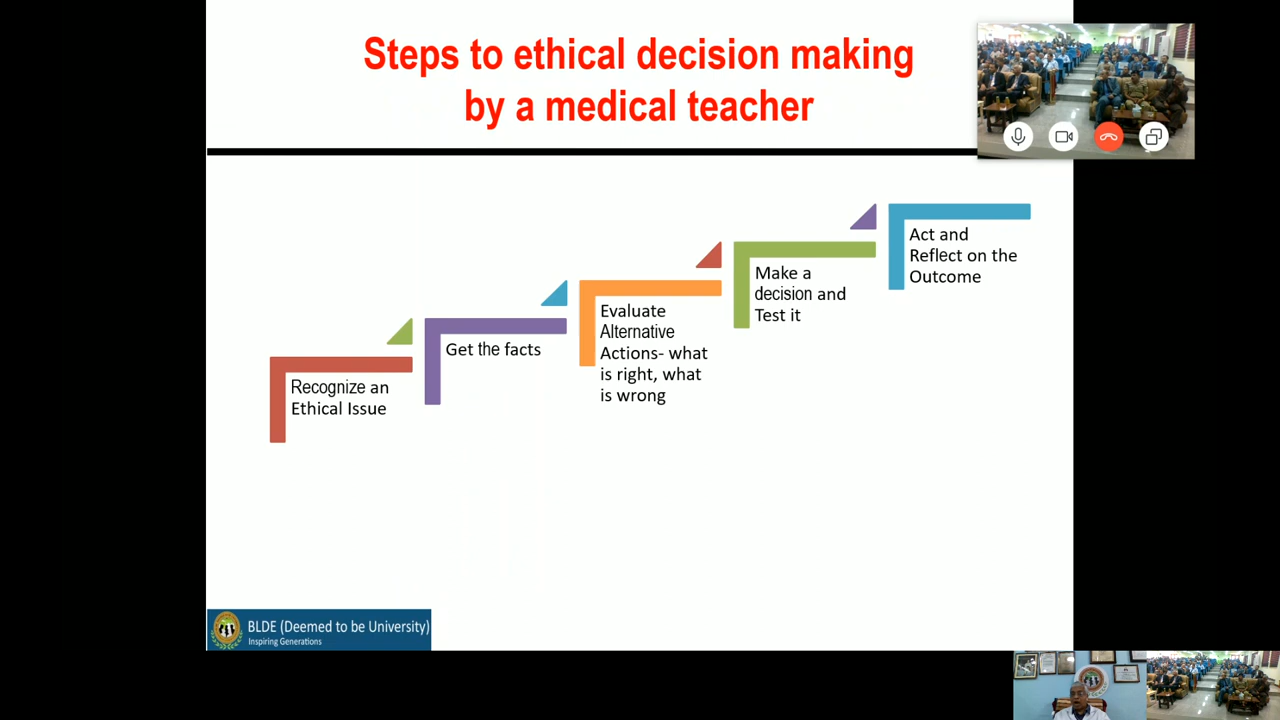 Steps to ethical decision making
by a medical teacher
Recognize an
Ethical Issue
Get the facts
Evaluate
Alternative
Actions- what
is right, what
is wrong
Make a
decision and
Test it
Act and
Reflect on the
Outcome
BLDE (Deemed to be University)
Inspiring Generations